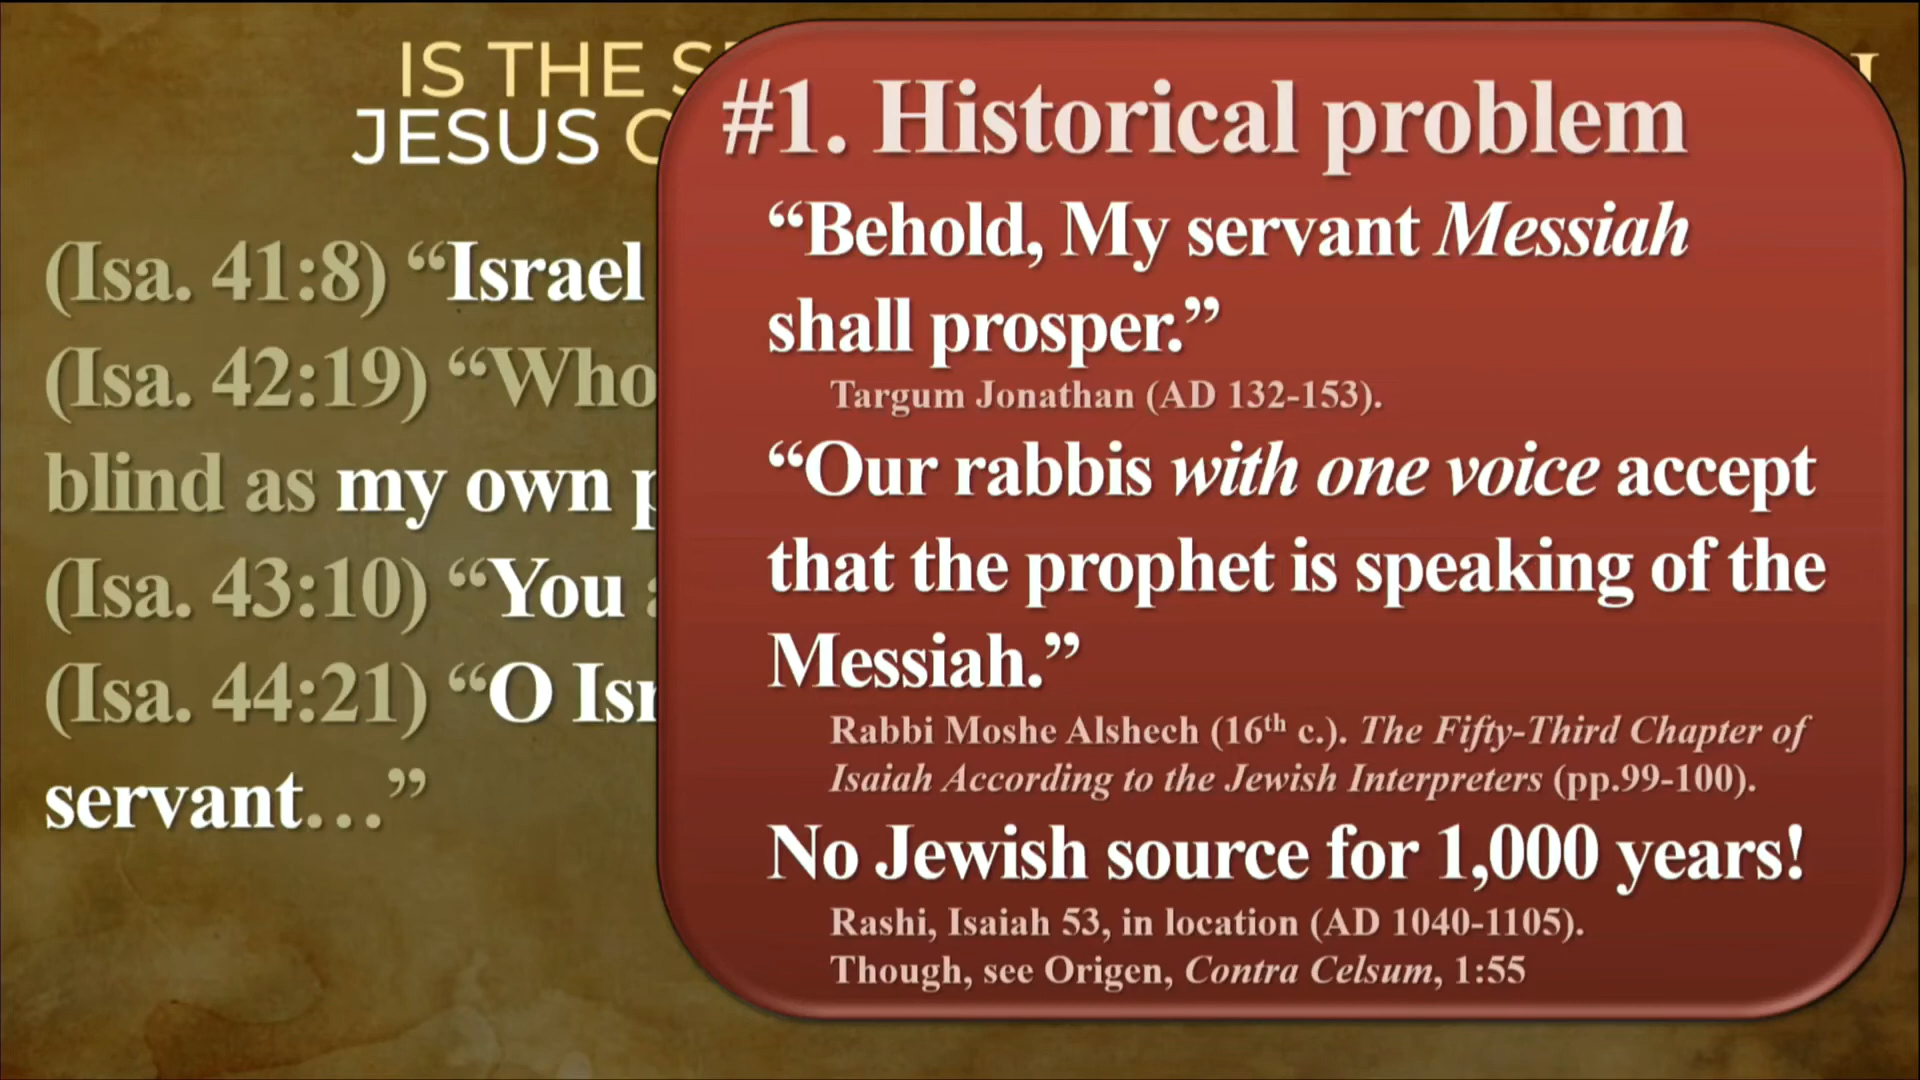 IS THE
JESUS
(Isa. 41:8) “Israel
(Isa. 42:19) “Who
blind as my own
(Isa. 43:10) “You
(Isa. 44:21) “O
servant…”
#1. Historical problem
“Behold, My servant Messiah
shall prosper.”
Targum Jonathan (AD 132-153).
“Our rabbis with one voice accept
that the prophet is speaking of the
Messiah.”
Rabbi Moshe Alshech (16th c.). The Fifty-Third Chapter of
Isaiah According to the Jewish Interpreters (pp.99-100).
No Jewish source for 1,000 years!
Rashi, Isaiah 53, in location (AD 1040-1105).
Though, see Origen, Contra Celsum, 1:55